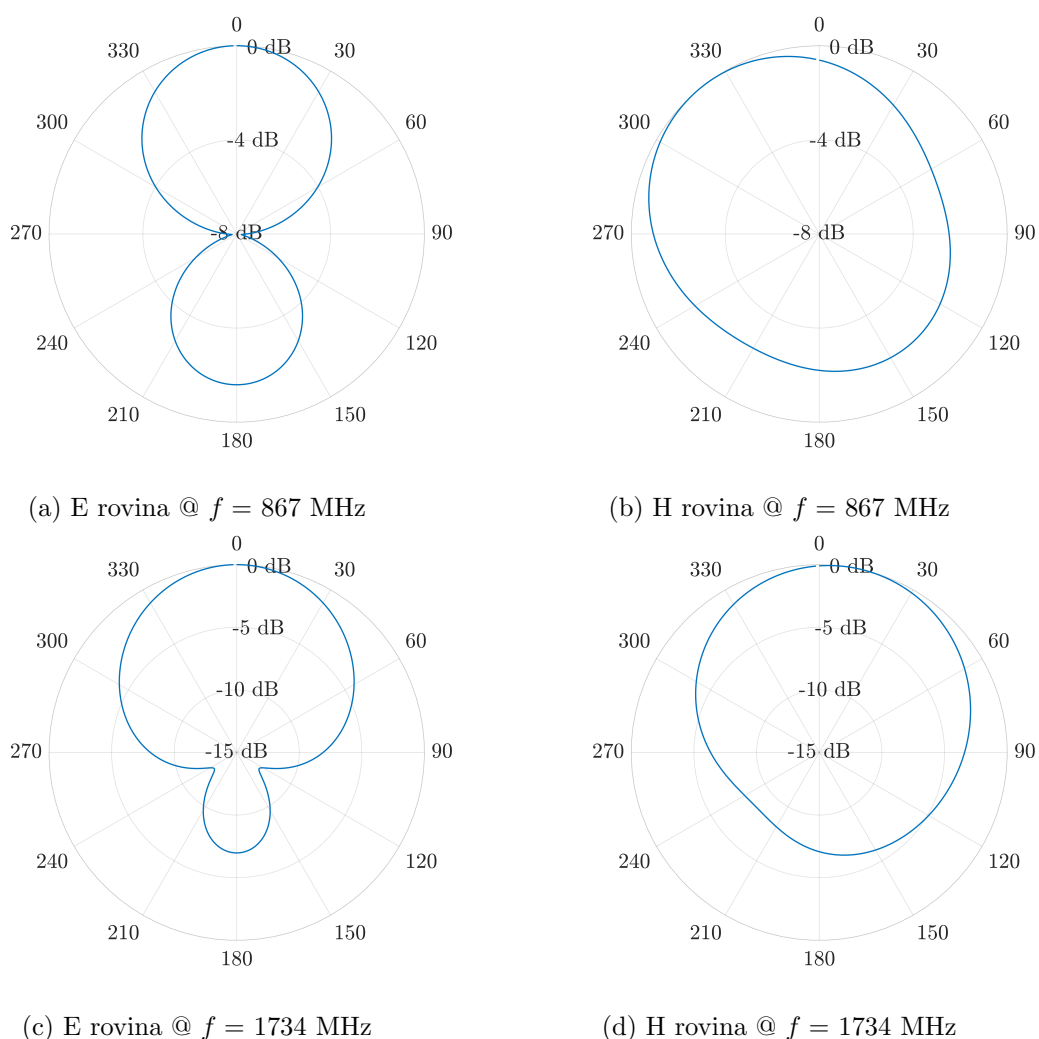 0
0
330
0 dB
30
330
0 dB
30
300
-4 dB
60
300
-4 dB
60
270
-8 dB
90
270
-8 dB
90
240
120
240
120
210
150
210
150
180
180
(a) E rovina @ f = 867 MHz
(b) H rovina @ f = 867 MHz
0
0
330
0 dB
30
330
0 dB
30
300
-5 dB
60
300
-5 dB
60
-10 dB
-10 dB
270
-15 dB
90
270
-15 dB
90
240
120
240
120
210
150
210
150
180
180
(c) E rovina @ f = 1734 MHz
(d) H rovina @ f = 1734 MHz